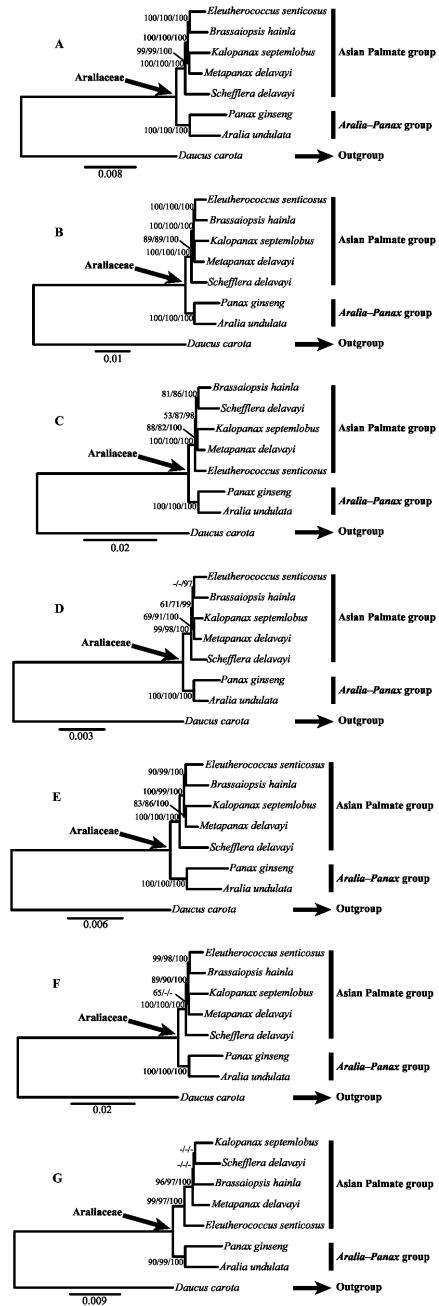 Eleutherococcus senticosus
100/100/100
Brassaiopsis hainla
A
100/100/100
Kalopanax septemlobus
Asian Palmate group
99/99/100
100/100/100
Metapanax delavayi
Araliaceae
Schefflera delavayi
Panax ginseng
100/100/100
Aralia–Panax group
Aralia undulata
Daucus carota
Outgroup
0.008
Eleutherococcus senticosus
100/100/100
Brassaiopsis hainla
100/100/100
B
89/89/100
Kalopanax septemlobus
Asian Palmate group
100/100/100
Metapanax delavayi
Araliaceae
Schefflera delavayi
Panax ginseng
Aralia–Panax group
100/100/100
Aralia undulata
Daucus carota
Outgroup
0.01
Brassaiopsis hainla
81/86/100
Schefflera delavayi
53/87/98
C
88/82/100
Kalopanax septemlobus
Asian Palmate group
100/100/100
Metapanax delavayi
Araliaceae
Eleutherococcus senticosus
Panax ginseng
100/100/100
Aralia–Panax group
Aralia undulata
Daucus carota
Outgroup
0.02
Eleutherococcus senticosus
-/-/97
Brassaiopsis hainla
61/71/99
D
69/91/100
Kalopanax septemlobus
Asian Palmate group
99/98/100
Metapanax delavayi
Araliaceae
Schefflera delavayi
Panax ginseng
100/100/100
Aralia–Panax group
Aralia undulata
Daucus carota
Outgroup
0.003
Eleutherococcus senticosus
90/99/100
Brassaiopsis hainla
100/99/100
E
83/86/100
Kalopanax septemlobus
Asian Palmate group
100/100/100
Metapanax delavayi
Araliaceae
Schefflera delavayi
Panax ginseng
100/100/100
Aralia–Panax group
Aralia undulata
Daucus carota
Outgroup
0.006
Eleutherococcus senticosus
99/98/100
Brassaiopsis hainla
89/90/100
F
65/-/-
Kalopanax septemlobus
Asian Palmate group
100/100/100
Metapanax delavayi
Araliaceae
Schefflera delavayi
Panax ginseng
100/100/100
Aralia–Panax group
Aralia undulata
Daucus carota
Outgroup
0.02
Kalopanax septemlobus
-/-/-
Schefflera delavayi
-/-/-
G
96/97/100
Brassaiopsis hainla
Asian Palmate group
99/97/100
Metapanax delavayi
Araliaceae
Eleutherococcus senticosus
Panax ginseng
90/99/100
Aralia–Panax group
Aralia undulata
Daucus carota
Outgroup
0.009